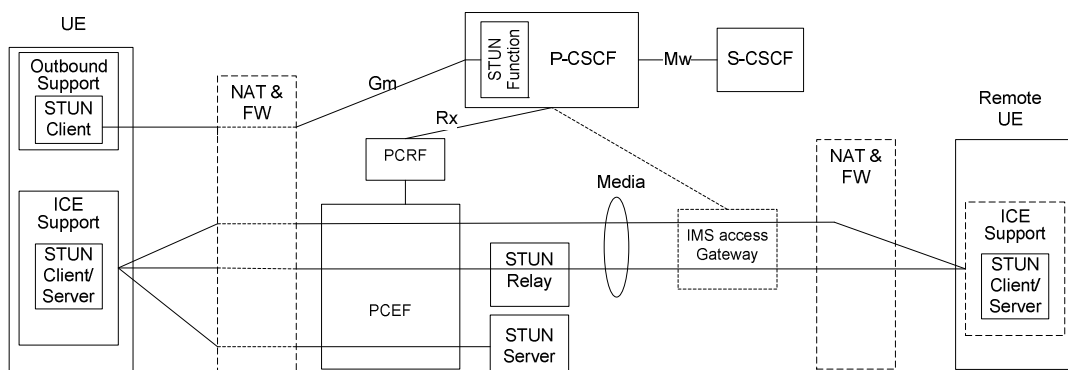 UE
Outbound
Support
STUN
Client
ICE
Support
STUN
Client/
Server
NAT &
FW
Gm
STUN
Function
P-CSCF
Mw
S-CSCF
Rx
PCRF
PCEF
STUN
Relay
STUN
Server
Media
IMS access
Gateway
NAT &
FW
Remote
UE
ICE
Support
STUN
Client/
Server